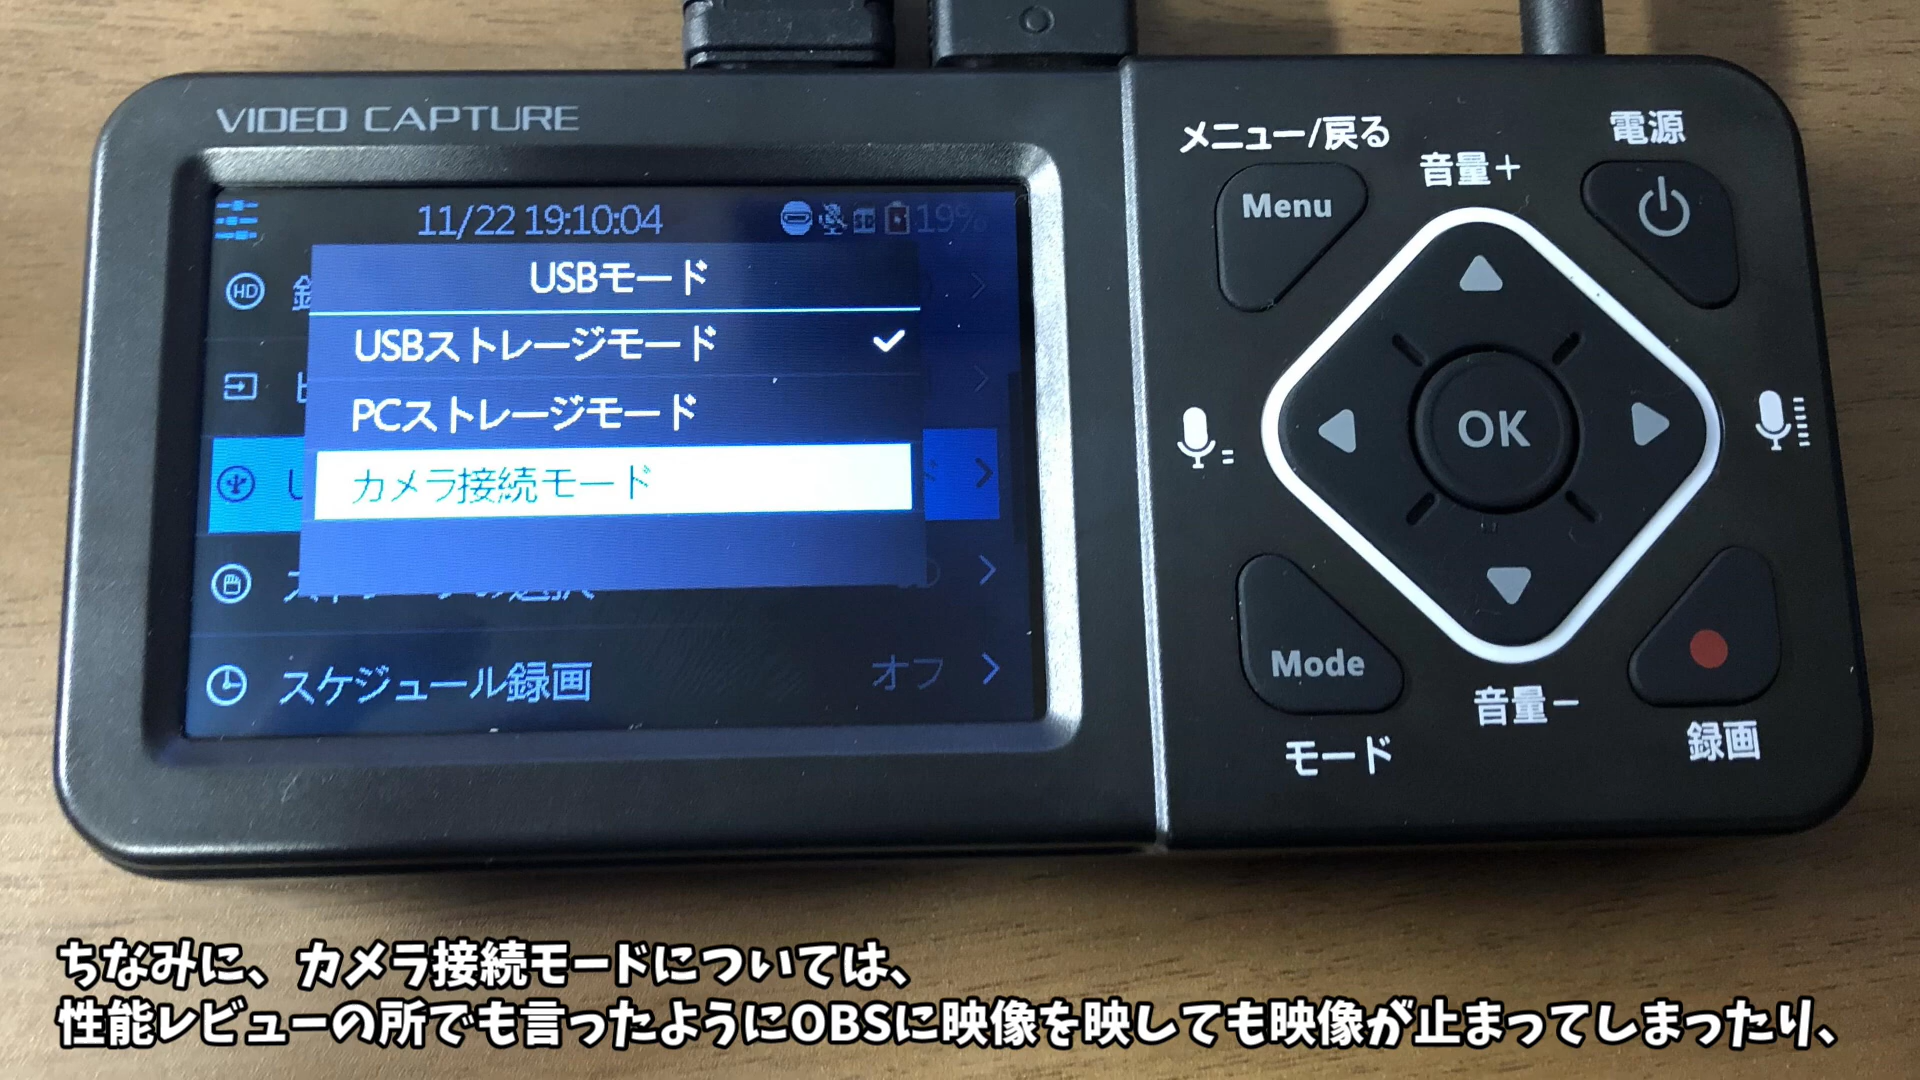 VIDEO CAPTURE
11/22 19:10:04
19%
HD
USBモード
USBストレージモード
PCストレージモード
カメラ接続モード
スケジュール録画
オフ
メニュー/戻る
Menu
音量+
電源
OK
Mode
モード
音量-
録画
ちなみに、カメラ接続モードについては、
性能レビューの所でも言ったようにOBSに映像を映しても映像が止まってしまったり、